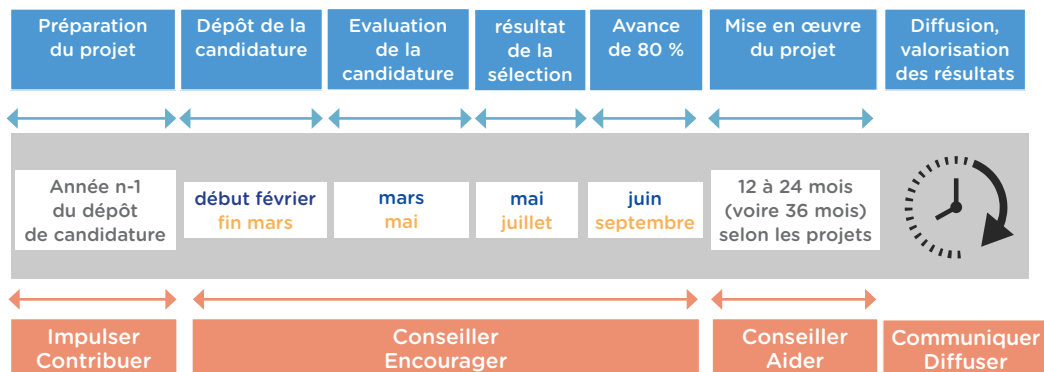 Préparation
du projet
Dépôt de la
candidature
Evaluation
de la
candidature
résultat
de la
sélection
Avance
de 80 %
Mise en œuvre
du projet
Diffusion,
valorisation
des résultats
Année n-1
du dépôt
de candidature
début février
fin mars
mars
mai
mai
juillet
juin
septembre
12 à 24 mois
(voire 36 mois)
selon les projets
Impulser
Contribuer
Conseiller
Encourager
Conseiller
Aider
Communiquer
Diffuser